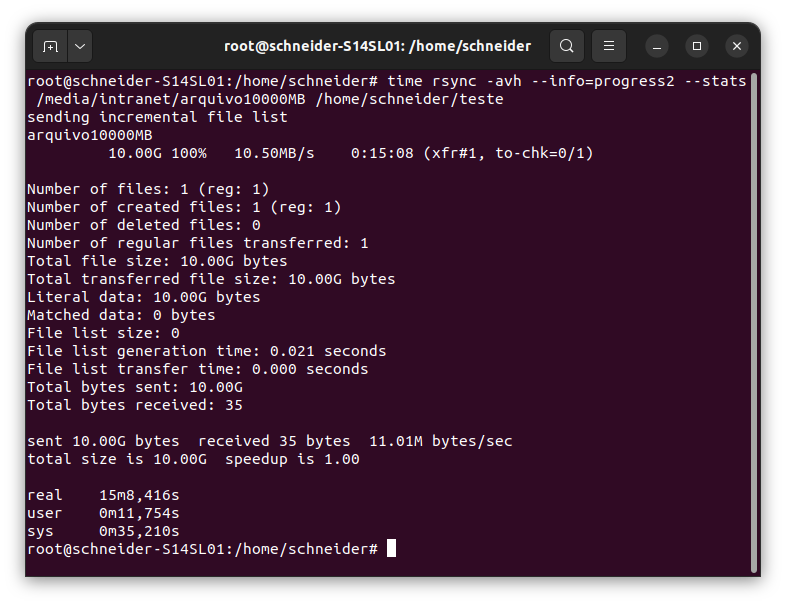 root@schneider-S14SL01: /home/schneider
root@schneider-S14SL01:/home/schneider# time rsync -avh --info=progress2 --stats
/media/intranet/arquivo10000MB /home/schneider/teste
sending incremental file list
arquivo10000MB
10.00G 100% 10.50MB/s 0:15:08 (xfr#1, to-chk=0/1)
Number of files: 1 (reg: 1)
Number of created files: 1 (reg: 1)
Number of deleted files: 0
Number of regular files transferred: 1
Total file size: 10.00G bytes
Total transferred file size: 10.00G bytes
Literal data: 10.00G bytes
Matched data: 0 bytes
File list size: 0
File list generation time: 0.021 seconds
File list transfer time: 0.000 seconds
Total bytes sent: 10.00G
Total bytes received: 35
sent 10.00G bytes received 35 bytes 11.01M bytes/sec
total size is 10.00G speedup is 1.00
real 15m8,416s
user 0m11,754s
sys 0m35,210s
root@schneider-S14SL01:/home/schneider#